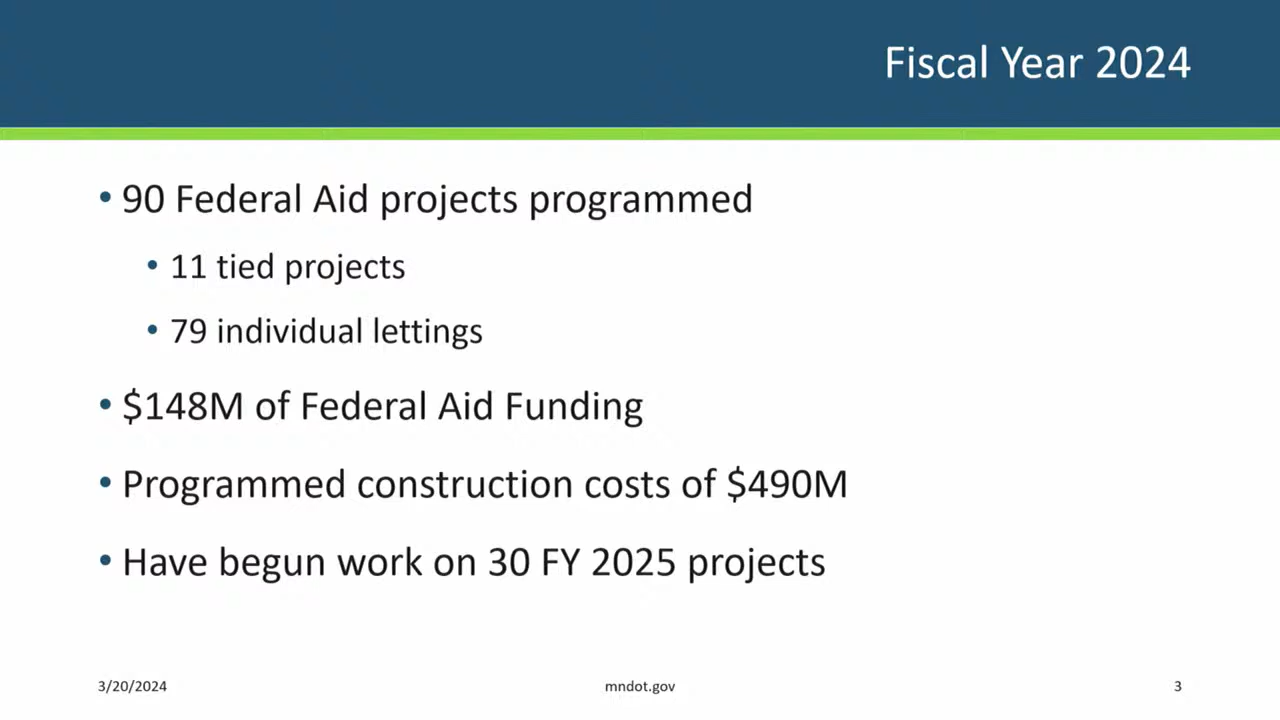 Fiscal Year 2024
• 90 Federal Aid projects programmed
• 11 tied projects
• 79 individual lettings
• $148M of Federal Aid Funding
• Programmed construction costs of $490M
• Have begun work on 30 FY 2025 projects
3/20/2024 mndot.gov 3